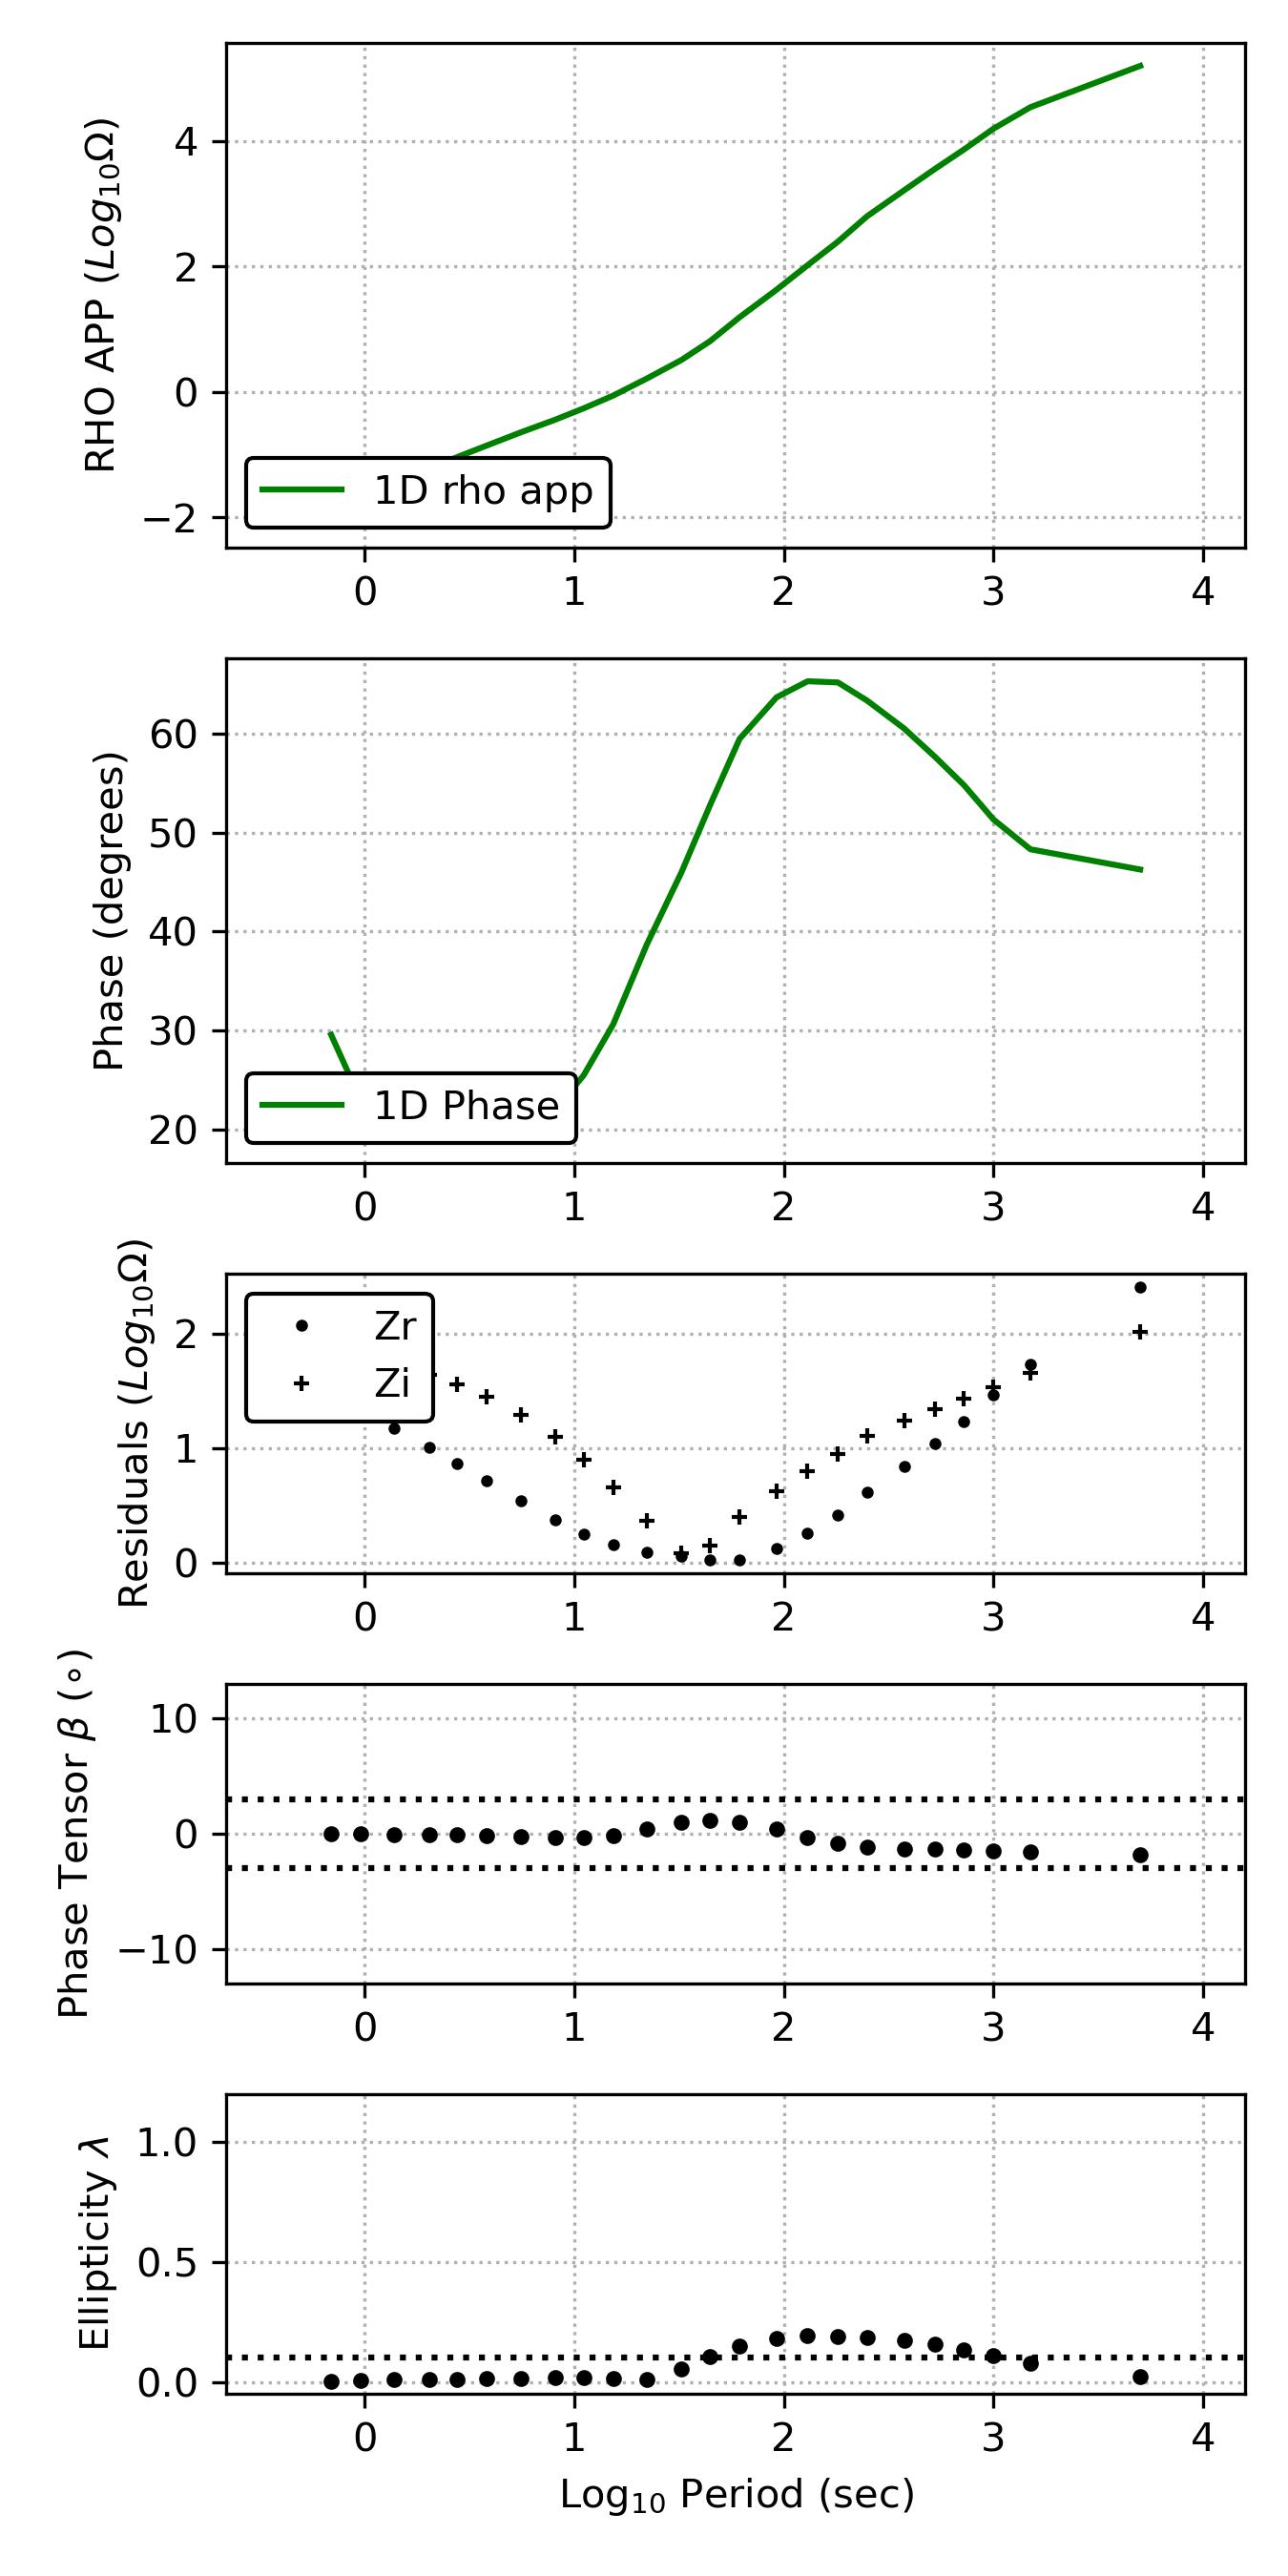 RHO APP (Log₁₀Ω)
4
2
0
−2
1D rho app
0 1 2 3 4
Phase (degrees)
60
50
40
30
20
1D Phase
0 1 2 3 4
Residuals (Log₁₀Ω)
2
1
0
Zr
Zi
0 1 2 3 4
Phase Tensor β (∘)
10
0
−10
0 1 2 3 4
Ellipticity λ
1.0
0.5
0.0
0 1 2 3 4
Log₁₀ Period (sec)